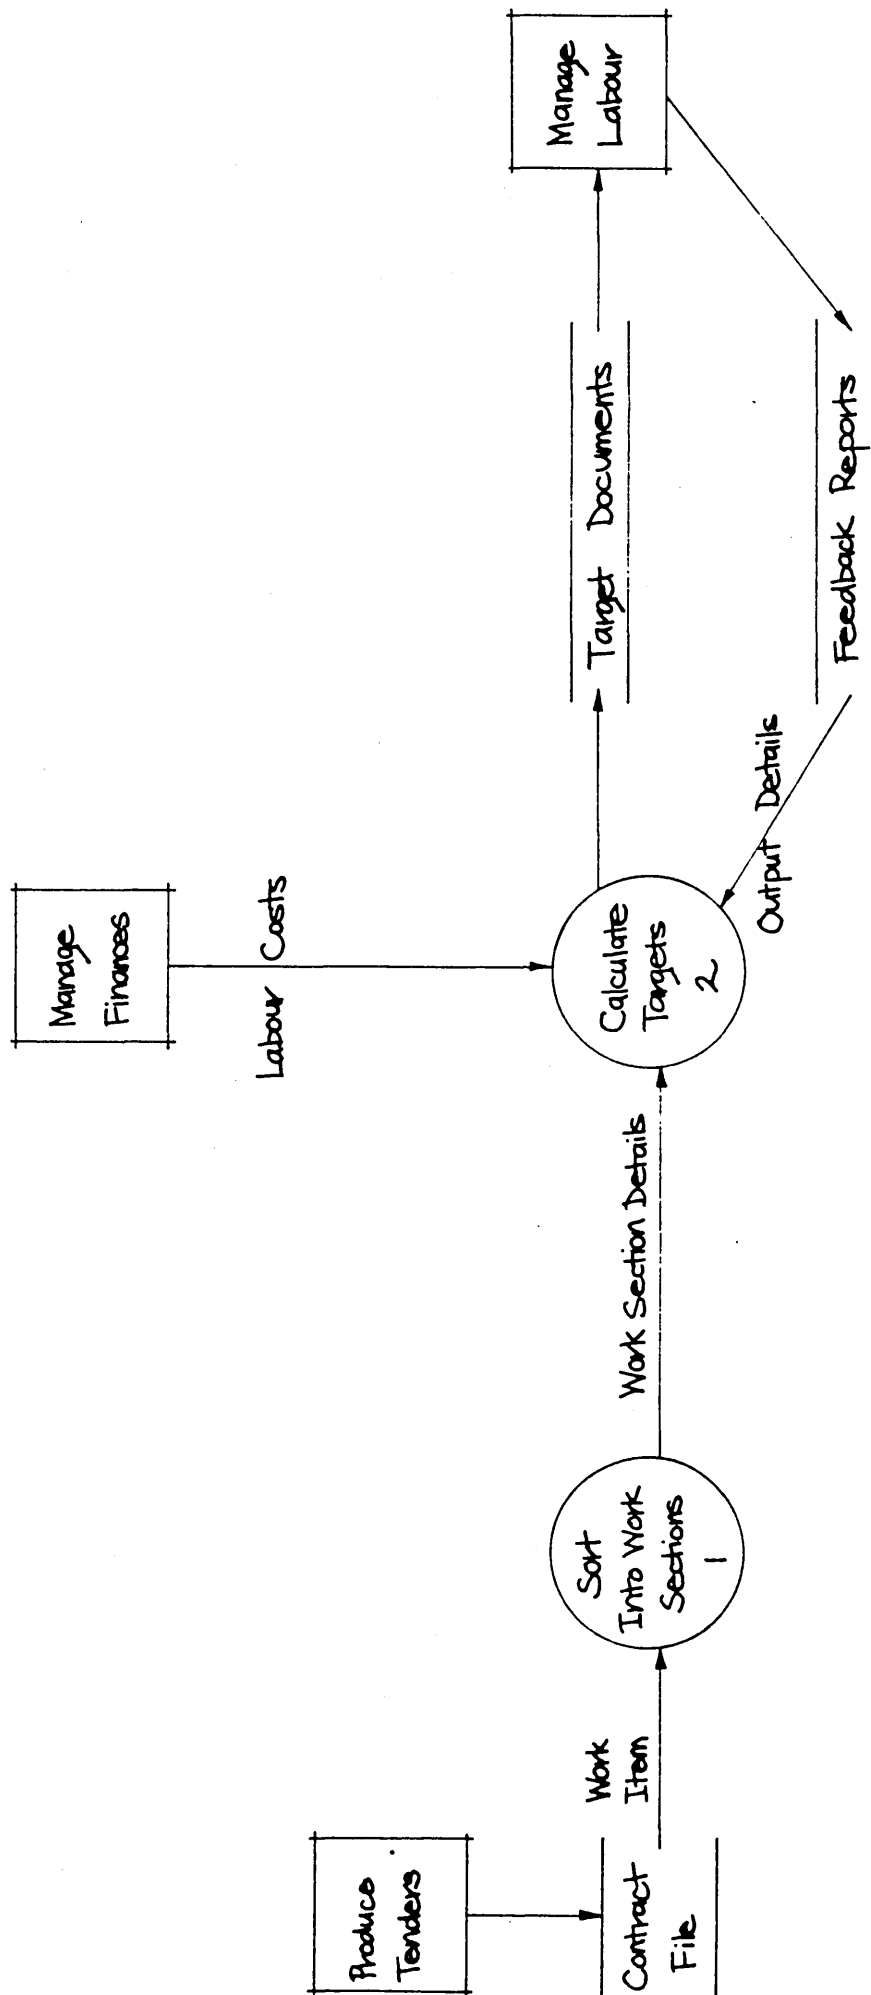 Produce
Tenders
Contract
File
Work
Item
Sort
Into Work
Sections
1
Work Section Details
Manage
Finances
Labour Costs
Calculate
Targets
2
Target Documents
Manage
Labour
Feedback Reports
Output Details